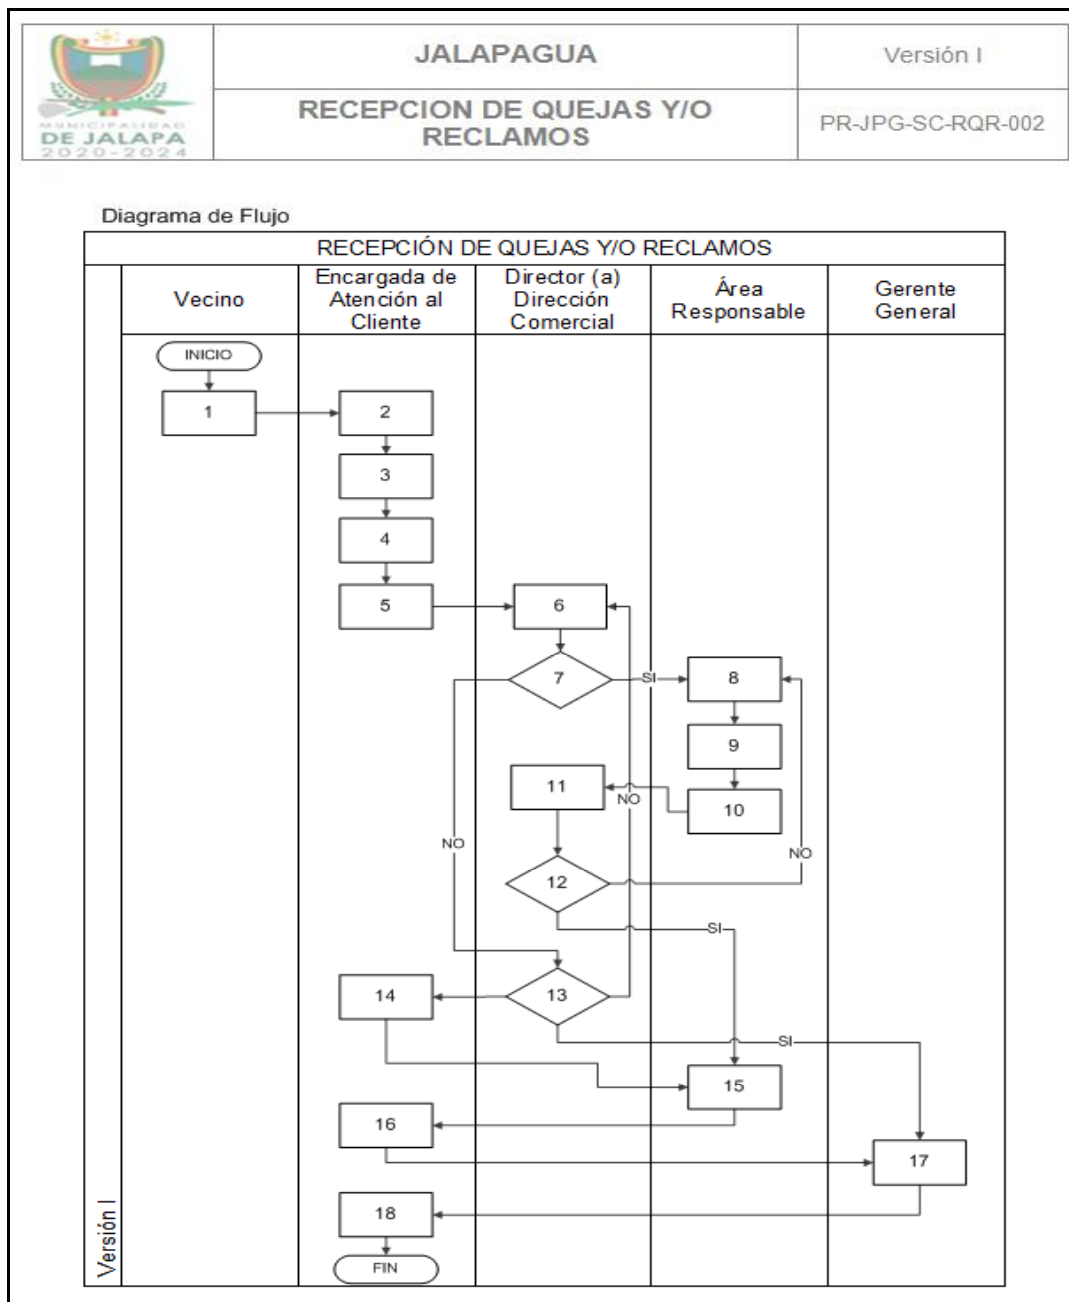 MUNICIPALIDAD
DE JALAPA
2020-2024
JALAPAGUA
Versión I
RECEPCION DE QUEJAS Y/O
RECLAMOS
PR-JPG-SC-RQR-002
Diagrama de Flujo
RECEPCIÓN DE QUEJAS Y/O RECLAMOS
Vecino
Encargada de
Atención al
Cliente
Director (a)
Dirección
Comercial
Área
Responsable
Gerente
General
INICIO
1
2
3
4
5
6
7
SI
8
9
11
NO
10
NO
NO
12
SI
14
13
SI
15
16
17
18
FIN
Versión I